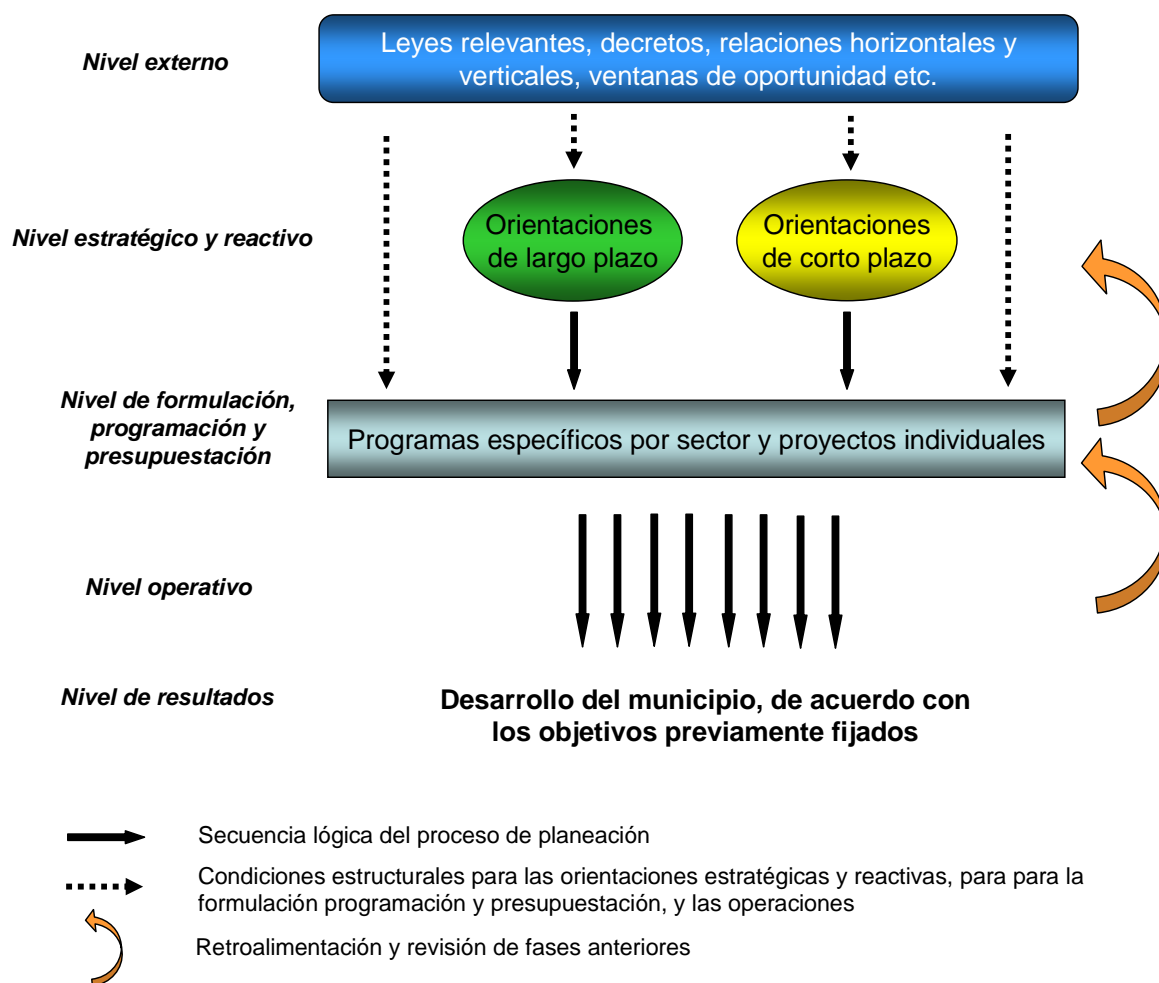 Nivel externo
Leyes relevantes, decretos, relaciones horizontales y
verticales, ventanas de oportunidad etc.
Nivel estratégico y reactivo
Orientaciones
de largo plazo
Orientaciones
de corto plazo
Nivel de formulación,
programación y
presupuestación
Programas específicos por sector y proyectos individuales
Nivel operativo
Nivel de resultados
Desarrollo del municipio, de acuerdo con
los objetivos previamente fijados
Secuencia lógica del proceso de planeación
Condiciones estructurales para las orientaciones estratégicas y reactivas, para para la
formulación programación y presupuestación, y las operaciones
Retroalimentación y revisión de fases anteriores